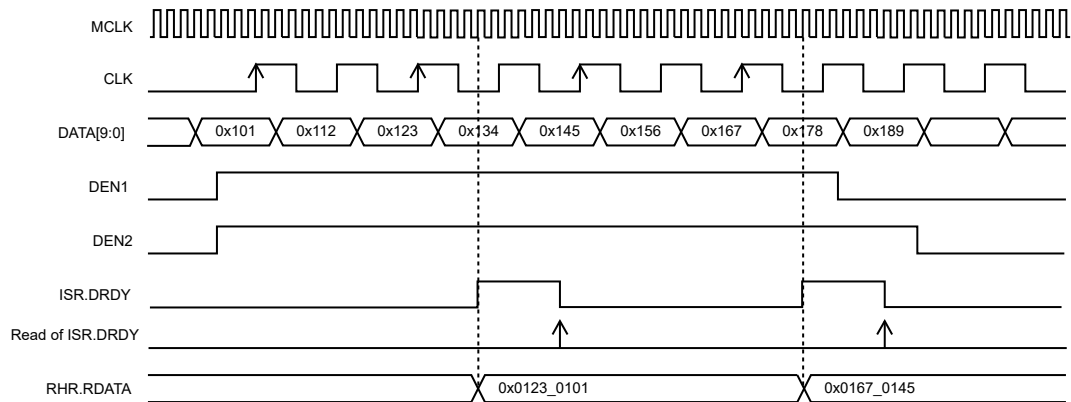 MCLK
CLK
DATA[9:0] 0x101 0x112 0x123 0x134 0x145 0x156 0x167 0x178 0x189
DEN1
DEN2
ISR.DRDY
Read of ISR.DRDY
RHR.RDATA 0x0123_0101 0x0167_0145